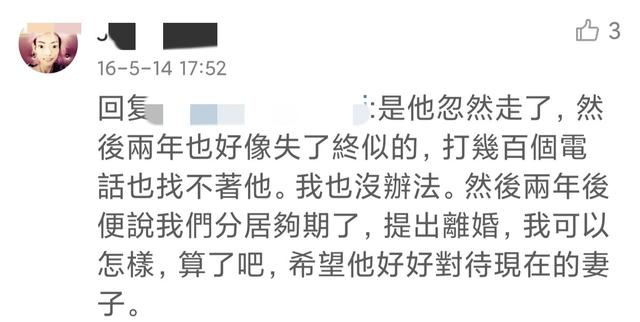 J
3
16-5-14 17:52
回复:是他忽然走了, 然
後兩年也好像失了終似的, 打幾百個電
話也找不著他。我也沒辦法。然後兩年後
便說我們分居夠期了, 提出離婚, 我可以
怎樣, 算了吧, 希望他好好對待現在的妻
子。